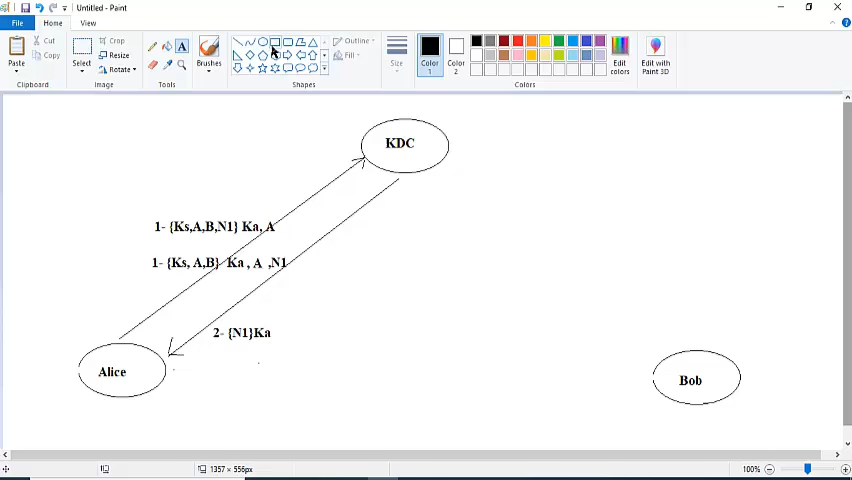 Untitled - Paint
File
Home
View
Paste
Cut
Copy
Clipboard
Select
Crop
Resize
Rotate
Image
A
Tools
Brushes
Outline
Fill
Shapes
Size
Color 1
Color 2
Edit colors
Edit with Paint 3D
Colors
KDC
1- {Ks,A,B,N1} Ka, A
1- {Ks, A,B} Ka , A ,N1
2- {N1}Ka
Alice
Bob
1357 × 556px
100%